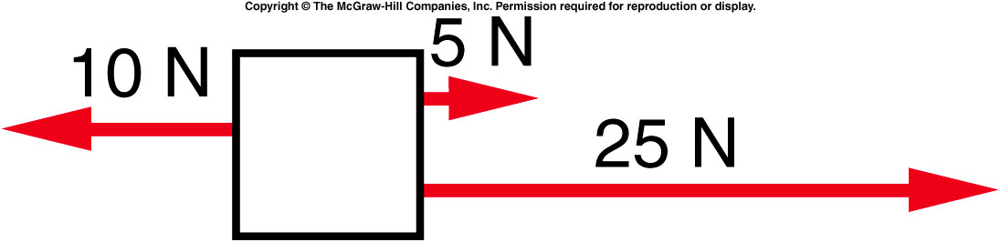 Copyright © The McGraw-Hill Companies, Inc. Permission required for reproduction or display.
5 N
10 N
25 N